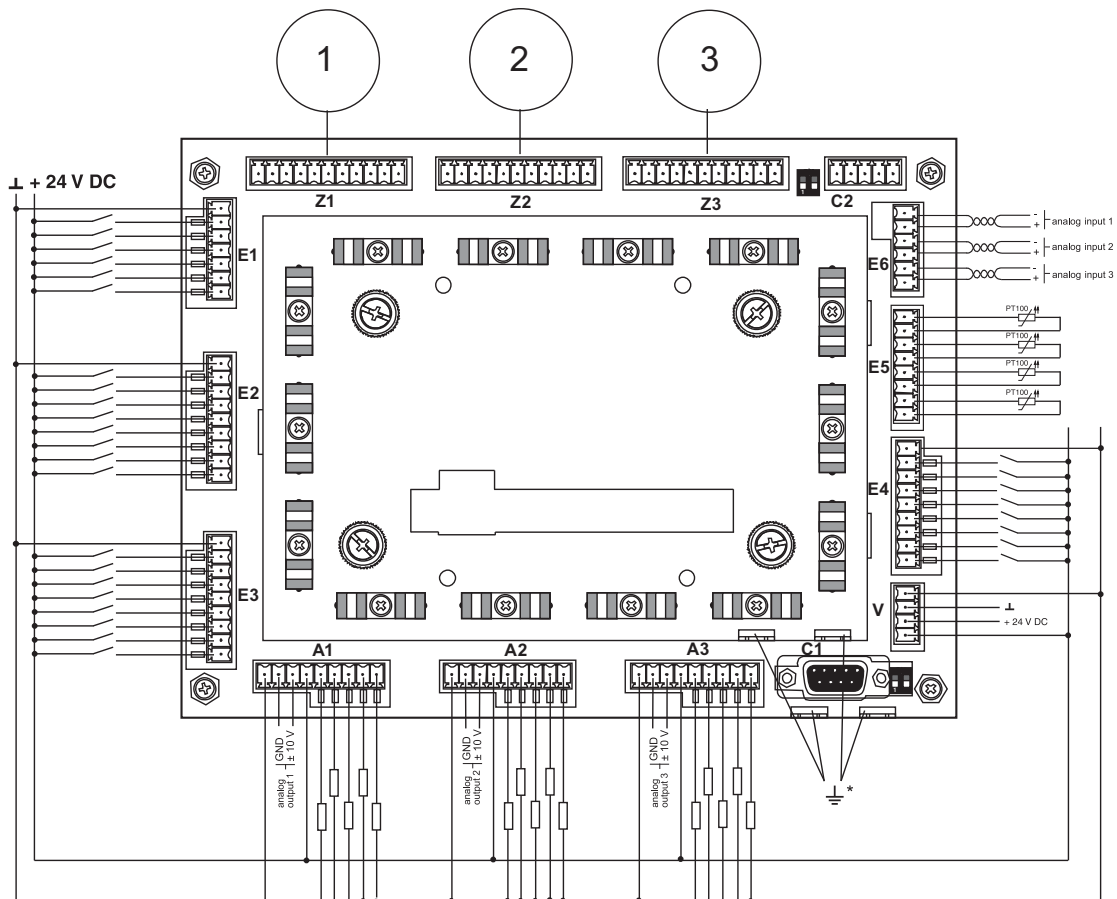 1 2 3
⊥ + 24 V DC
Z1 Z2 Z3 C2
E1
E2
E3
E6
E5
E4
V
- analog input 1
+
- analog input 2
+
- analog input 3
+
PT100
PT100
PT100
PT100
⊥
+ 24 V DC
A1 A2 A3 C1
analog output 1
GND
± 10 V
analog output 2
GND
± 10 V
analog output 3
GND
± 10 V
*